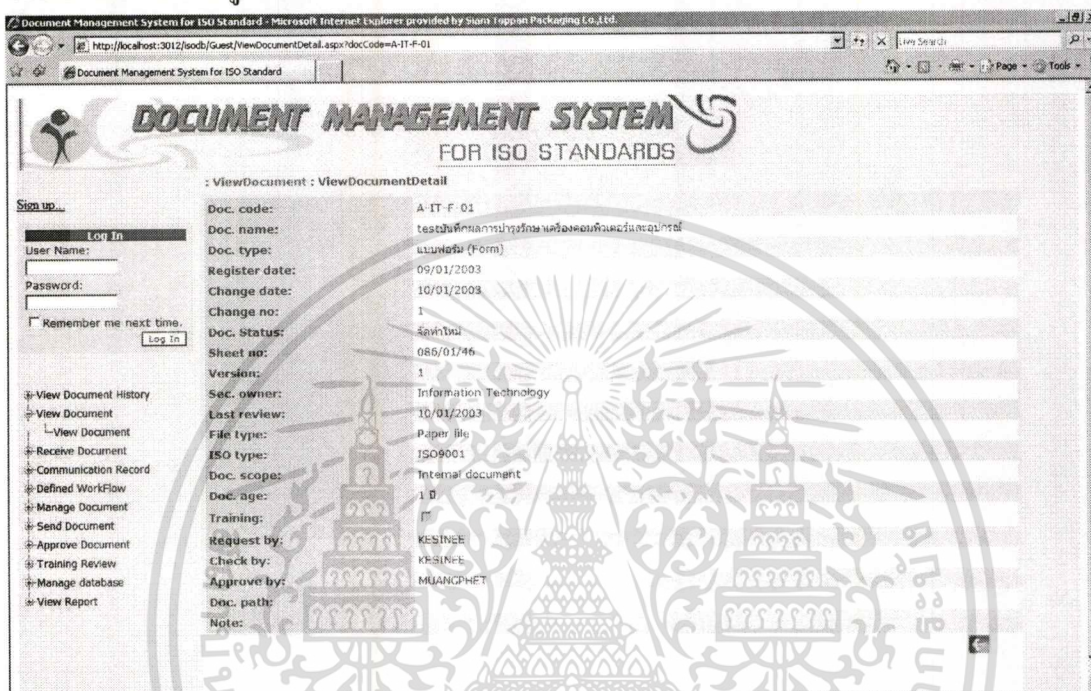 Document Management System for ISO Standard - Microsoft Internet Explorer provided by Siam Toppan Packaging Co.,Ltd.
http://localhost:3012/isodb/Guest/ViewDocumentDetail.aspx?docCode=A-IT-F-01
Live Search
Document Management System for ISO Standard
Page
Tools
DOCUMENT MANAGEMENT SYSTEM
FOR ISO STANDARDS
: ViewDocument : ViewDocumentDetail
Sign up...
Log In
User Name:
Password:
Remember me next time.
Log In
View Document History
View Document
View Document
Receive Document
Communication Record
Defined WorkFlow
Manage Document
Send Document
Approve Document
Training Review
Manage database
View Report
Doc. code: A-IT-F-01
Doc. name: testบันทึกผลการบำรุงรักษาเครื่องคอมพิวเตอร์และอุปกรณ์
Doc. type: แบบฟอร์ม (Form)
Register date: 09/01/2003
Change date: 10/01/2003
Change no: 1
Doc. Status: จัดทำใหม่
Sheet no: 086/01/46
Version: 1
Sec. owner: Information Technology
Last review: 10/01/2003
File type: Paper file
ISO type: ISO9001
Doc. scope: Internal document
Doc. age: 1 ปี
Training:
Request by: KESINEE
Check by: KESINEE
Approve by: MUANGPHET
Doc. path:
Note: